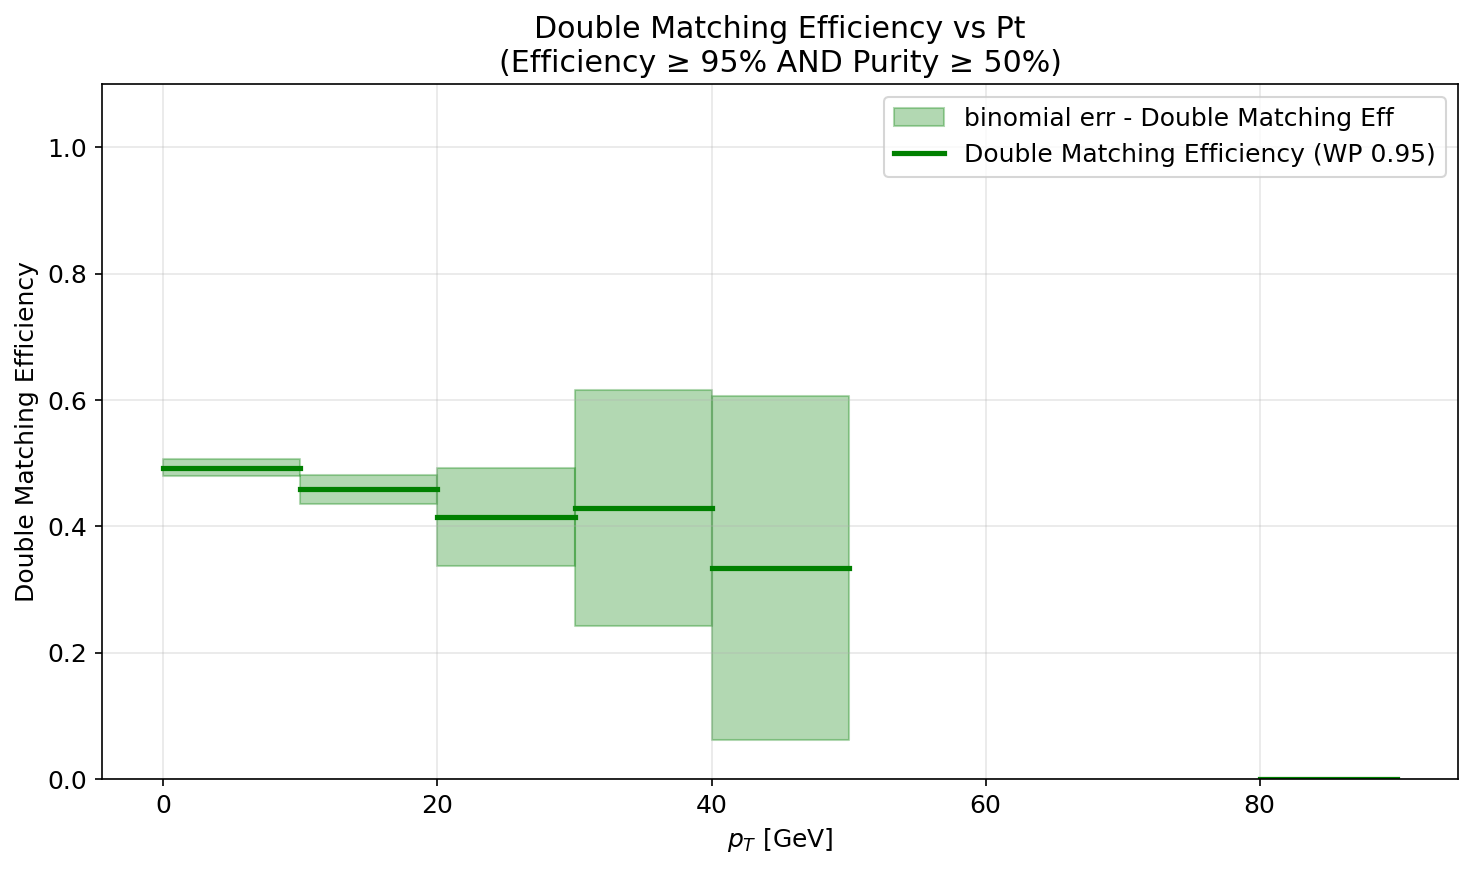 Double Matching Efficiency vs Pt
(Efficiency ≥ 95% AND Purity ≥ 50%)
binomial err - Double Matching Eff
Double Matching Efficiency (WP 0.95)
Double Matching Efficiency
1.0
0.8
0.6
0.4
0.2
0.0
0
20
40
60
80
p_T [GeV]